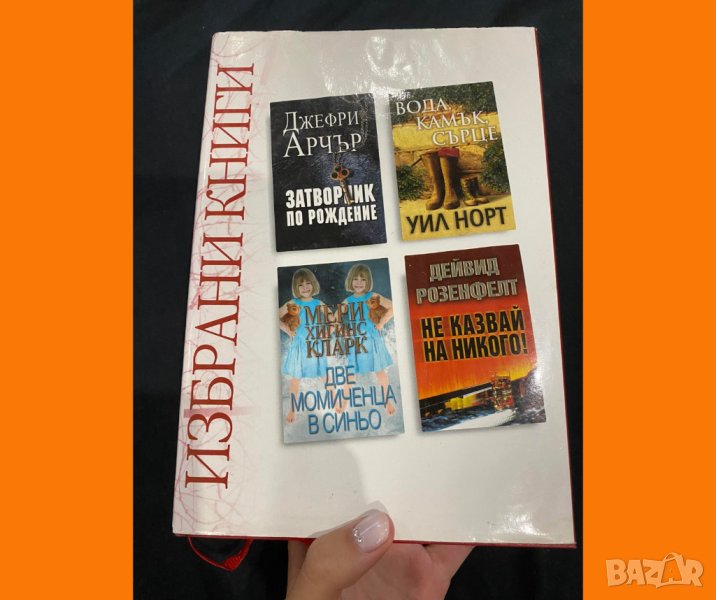 ИЗБРАНИ КНИГИ
ДЖЕФРИ
АРЧЪР
ЗАТВОРНИК
ПО РОЖДЕНИЕ
ВОДА,
КАМЪК,
СЪРЦЕ
УИЛ НОРТ
МЕРИ
ХИГИНС
КЛАРК
ДВЕ
МОМИЧЕНЦА
В СИНЬО
ДЕЙВИД
РОЗЕНФЕЛТ
НЕ КАЗВАЙ
НА НИКОГО!
BAZAR